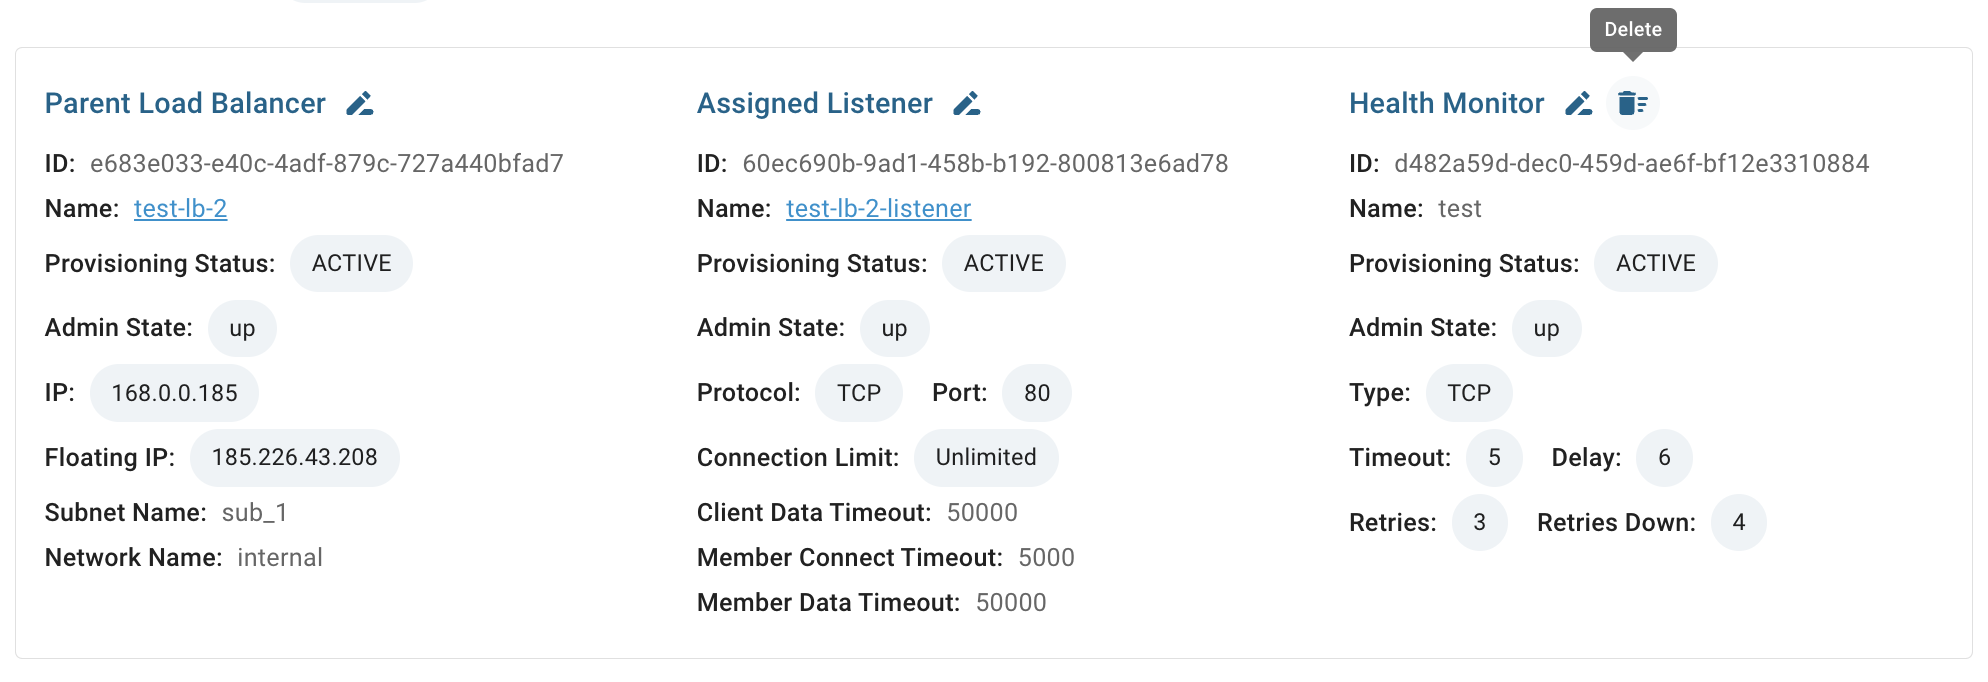 Delete
Parent Load Balancer
ID: e683e033-e40c-4adf-879c-727a440bfad7
Name: test-lb-2
Provisioning Status: ACTIVE
Admin State: up
IP: 168.0.0.185
Floating IP: 185.226.43.208
Subnet Name: sub_1
Network Name: internal
Assigned Listener
ID: 60ec690b-9ad1-458b-b192-800813e6ad78
Name: test-lb-2-listener
Provisioning Status: ACTIVE
Admin State: up
Protocol: TCP Port: 80
Connection Limit: Unlimited
Client Data Timeout: 50000
Member Connect Timeout: 5000
Member Data Timeout: 50000
Health Monitor
ID: d482a59d-dec0-459d-ae6f-bf12e3310884
Name: test
Provisioning Status: ACTIVE
Admin State: up
Type: TCP
Timeout: 5 Delay: 6
Retries: 3 Retries Down: 4